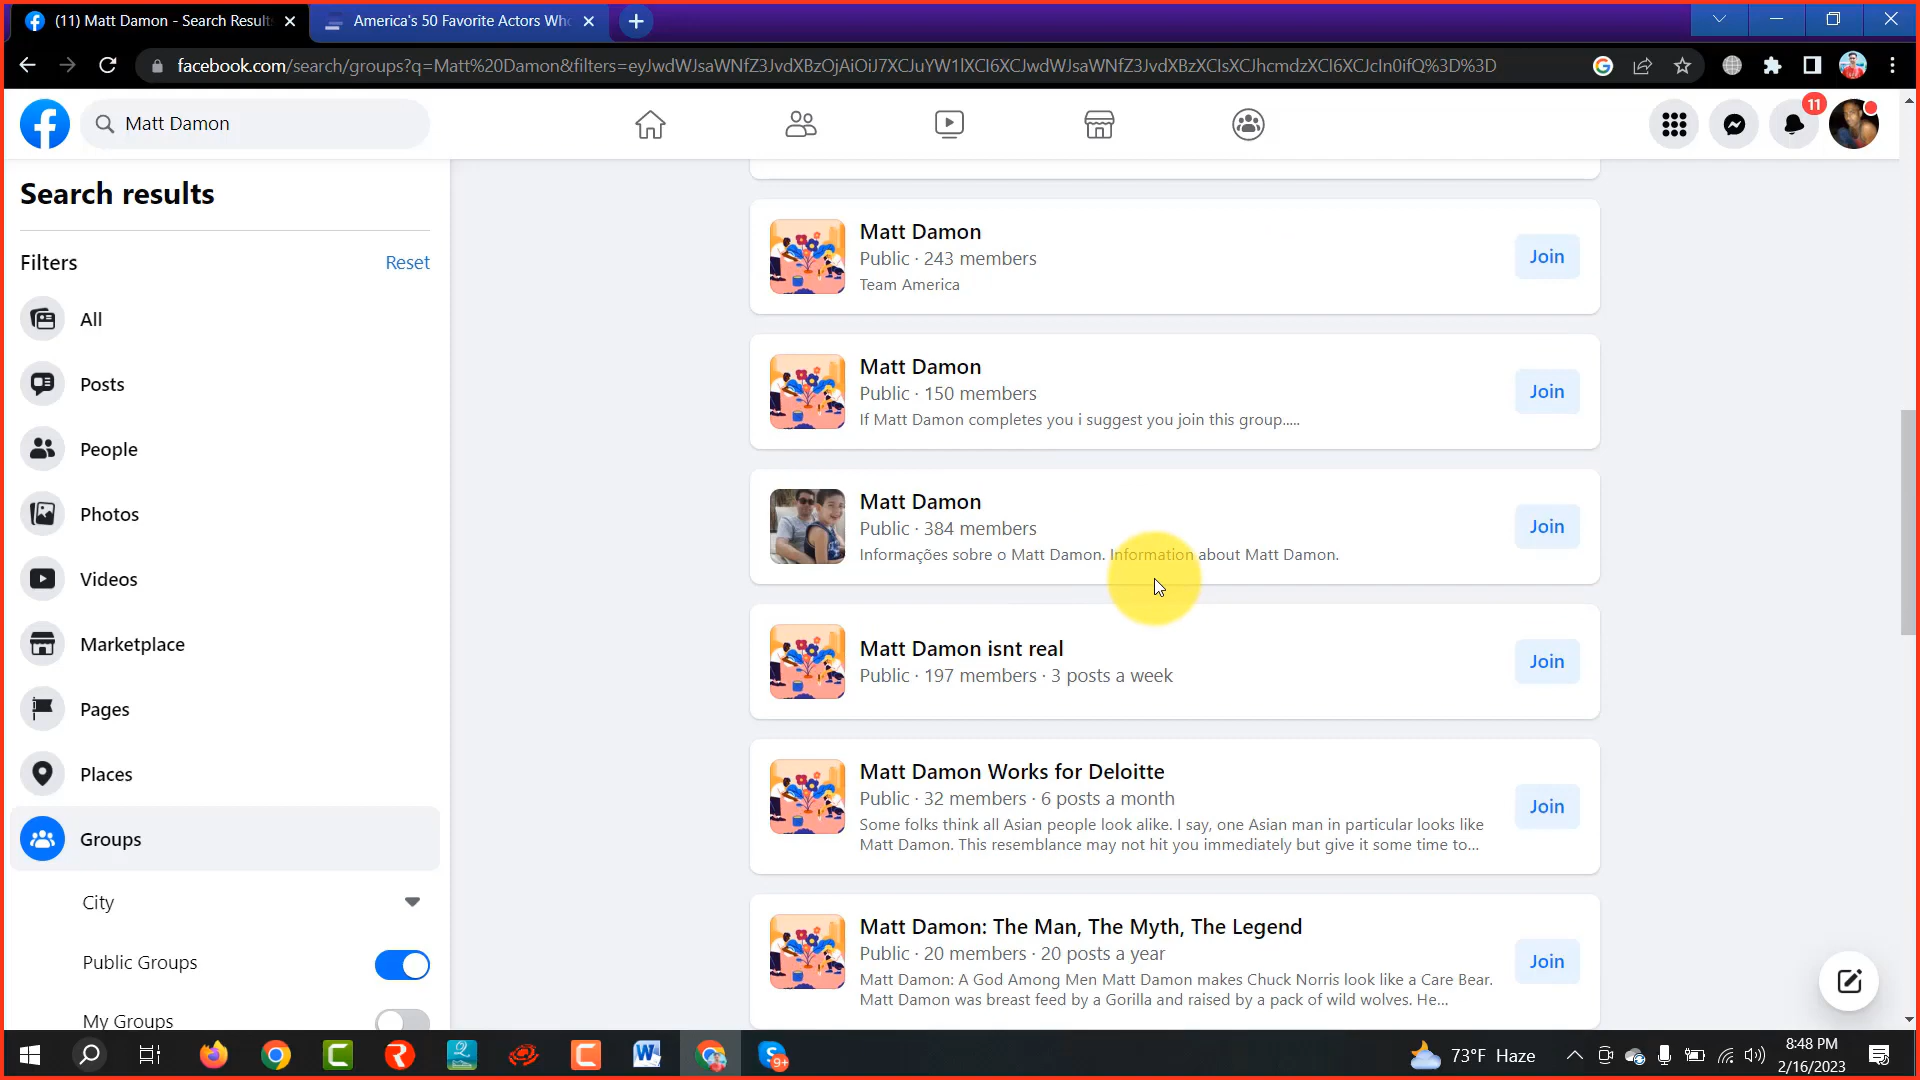 (11) Matt Damon - Search Result
America's 50 Favorite Actors Who
facebook.com/search/groups?q=Matt%20Damon&filters=eyJwdWJsaWNfZ3JvdXBzOjAiOiJ7XCJuYW1lXCI6XCJwdWJsaWNfZ3JvdXBzXCIsXCJhcmdzXCI6XCJcIn0ifQ%3D%3D
Matt Damon
11
Search results
Filters
Reset
All
Posts
People
Photos
Videos
Marketplace
Pages
Places
Groups
City
Public Groups
My Groups
Matt Damon
Public · 243 members
Team America
Join
Matt Damon
Public · 150 members
If Matt Damon completes you i suggest you join this group.....
Join
Matt Damon
Public · 384 members
Informações sobre o Matt Damon. Information about Matt Damon.
Join
Matt Damon isnt real
Public · 197 members · 3 posts a week
Join
Matt Damon Works for Deloitte
Public · 32 members · 6 posts a month
Some folks think all Asian people look alike. I say, one Asian man in particular looks like
Matt Damon. This resemblance may not hit you immediately but give it some time to...
Join
Matt Damon: The Man, The Myth, The Legend
Public · 20 members · 20 posts a year
Matt Damon: A God Among Men Matt Damon makes Chuck Norris look like a Care Bear.
Matt Damon was breast feed by a Gorilla and raised by a pack of wild wolves. He...
Join
9+
73°F Haze
8:48 PM
2/16/2023